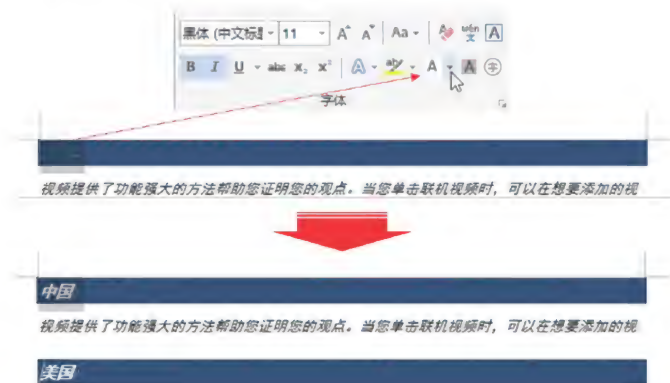 黑体 (中文标题 11 A A Aa wén 文 A
B I U abc X₂ X² A ab A A 字
字体
视频提供了功能强大的方法帮助您证明您的观点。当您单击联机视频时，可以在想要添加的视
中国
视频提供了功能强大的方法帮助您证明您的观点。当您单击联机视频时，可以在想要添加的视
美国